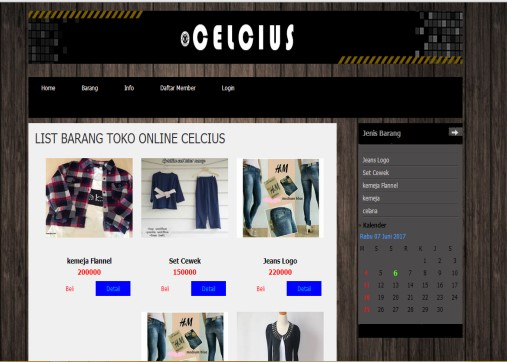 CELCIUS
Home Barang Info Daftar Member Login
LIST BARANG TOKO ONLINE CELCIUS
kemeja Flannel Set Cewek Jeans Logo
200000 150000 220000
Beli Detail Beli Detail Beli Detail
H&M
H&M
Jenis Barang
Jeans Logo
Set Cewek
kemeja Flannel
kemeja
celana
Kalender
Rabu 07 Juni 2017
M S S R K J S
1 2 3
4 5 6 7 8 9 10
11 12 13 14 15 16 17
18 19 20 21 22 23 24
25 26 27 28 29 30